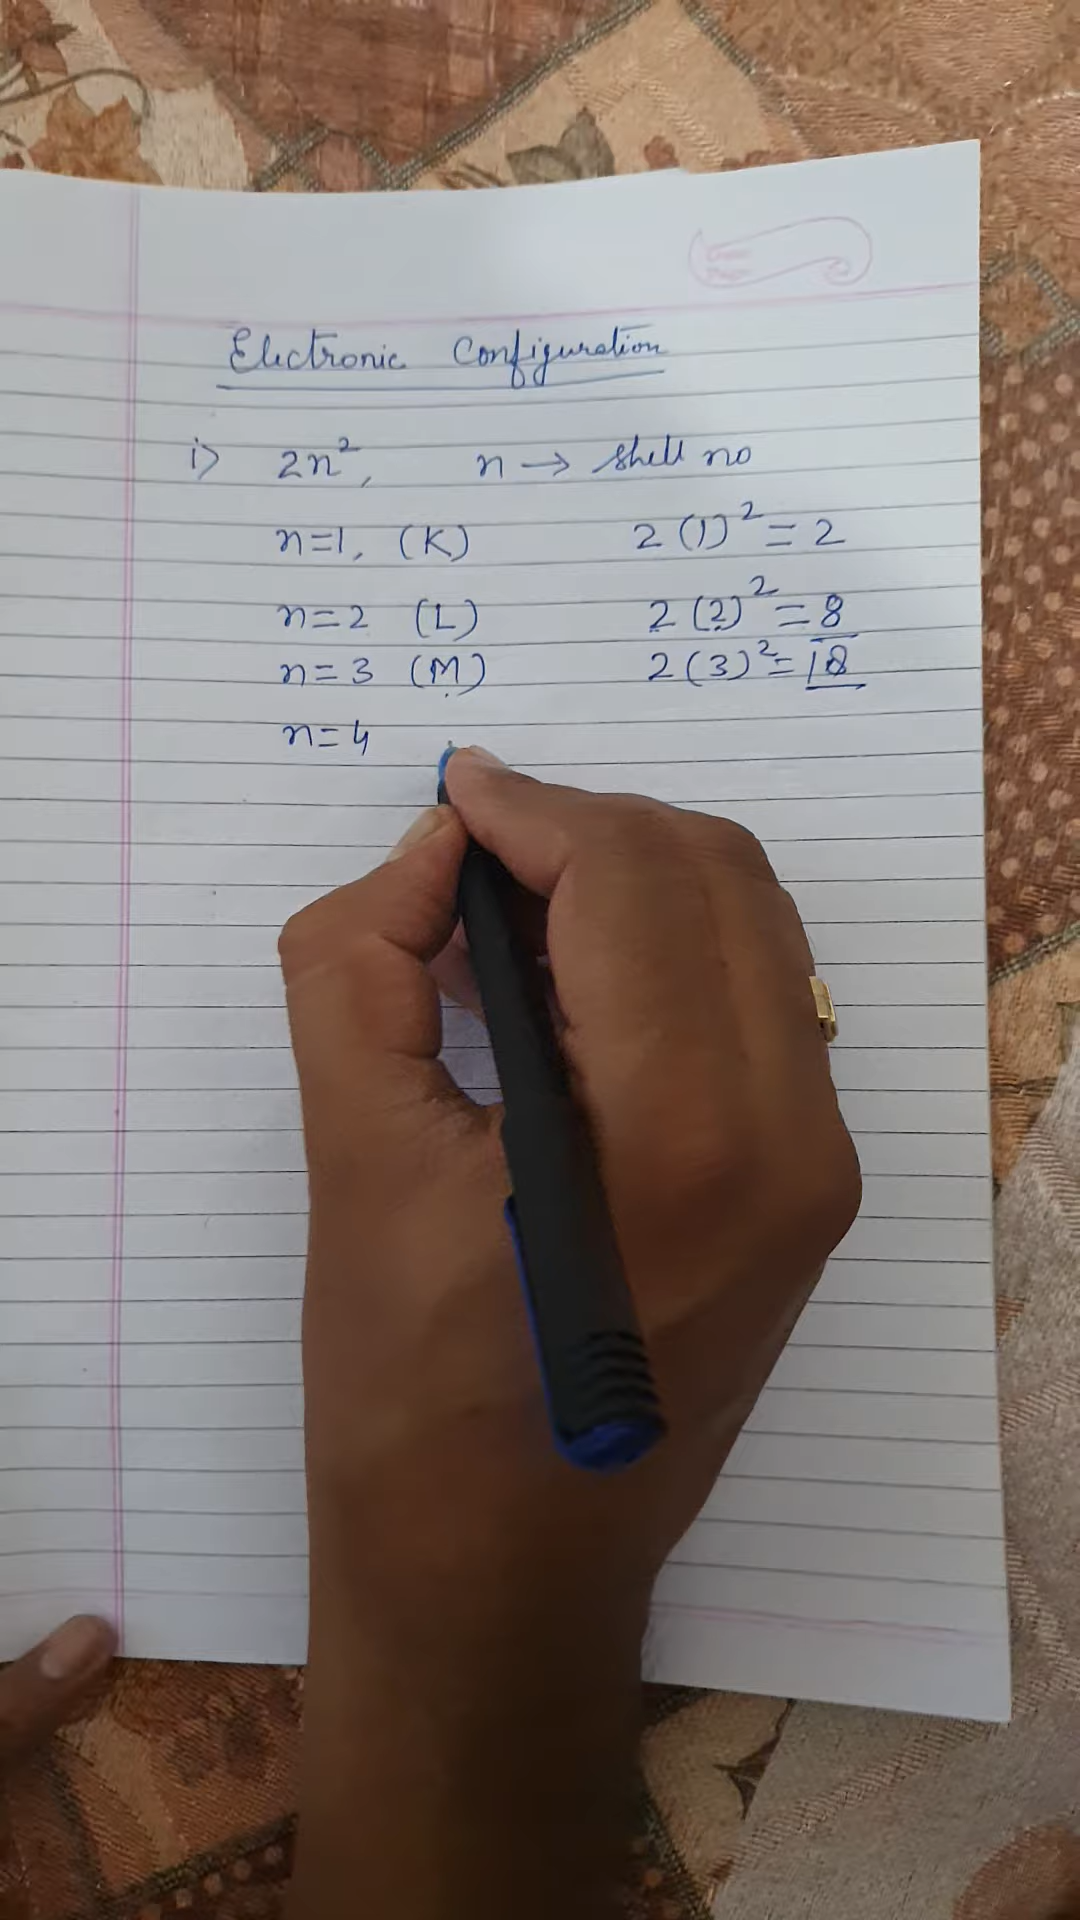 Electronic Configuration
i> 2n², n → shell no
n=1, (K) 2 (1)² = 2
n=2 (L) 2 (2)² = 8
n=3 (M) 2 (3)² = 18
n=4